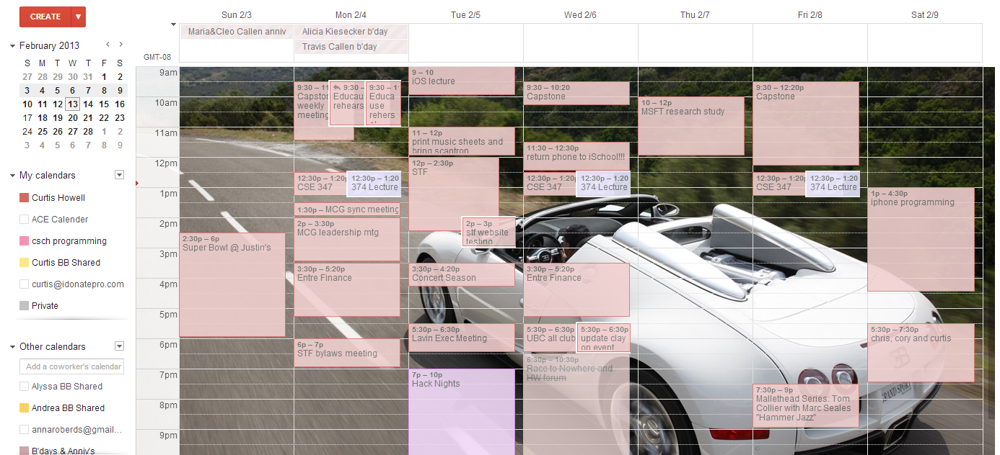 CREATE
February 2013
S M T W T F S
27 28 29 30 31 1 2
3 4 5 6 7 8 9
10 11 12 13 14 15 16
17 18 19 20 21 22 23
24 25 26 27 28 1 2
3 4 5 6 7 8 9
My calendars
Curtis Howell
ACE Calender
csch programming
Curtis BB Shared
curtis@idonatepro.com
Private
Other calendars
Add a coworker's calendar
Alyssa BB Shared
Andrea BB Shared
annaroberds@gmail...
B'days & Anniv's
Sun 2/3
Mon 2/4
Tue 2/5
Wed 2/6
Thu 2/7
Fri 2/8
Sat 2/9
GMT-08
Maria&Cleo Callen anniv
Alicia Kiesecker b'day
Travis Callen b'day
9am
10am
11am
12pm
1pm
2pm
3pm
4pm
5pm
6pm
7pm
8pm
9pm
2:30p – 6p
Super Bowl @ Justin's
9:30 – 11
Capstor
weekly
meeting
9:30 –
Educau
rehears
9:30 – 1
Educa
use
rehers
12:30p – 1:20p
CSE 347
12:30p – 1:20
374 Lecture
1:30p – MCG sync meeting
2p – 3:30p
MCG leadership mtg
3:30p – 5:20p
Entre Finance
6p – 7p
STF bylaws meeting
9 – 10
iOS lecture
11 – 12p
print music sheets and
bring scantron
12p – 2:30p
STF
2p – 3p
stf website
testing
3:30p – 4:20p
Concert Season
5:30p – 6:30p
Lavin Exec Meeting
7p – 10p
Hack Nights
9:30 – 10:20
Capstone
11:30 – 12:30p
return phone to iSchool!!!
12:30p – 1:20p
CSE 347
12:30p – 1:20
374 Lecture
3:30p – 5:20p
Entre Finance
5:30p – 6:30p
UBC all club
5:30p – 6:30p
update clay
on event
6:30p – 10:30p
Race to Nowhere and
HW forum
10 – 12p
MSFT research study
9:30 – 12:20p
Capstone
12:30p – 1:20p
CSE 347
12:30p – 1:20
374 Lecture
7:30p – 9p
Mallethead Series: Tom
Collier with Marc Seales
"Hammer Jazz"
1p – 4:30p
iphone programming
5:30p – 7:30p
chris, cory and curtis
GRAND SPORT